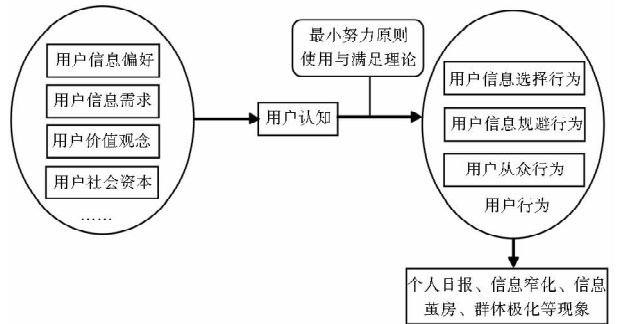 用户信息偏好
用户信息需求
用户价值观念
用户社会资本
……
用户认知
最小努力原则
使用与满足理论
用户信息选择行为
用户信息规避行为
用户从众行为
用户行为
个人日报、信息窄化、信息
茧房、群体极化等现象